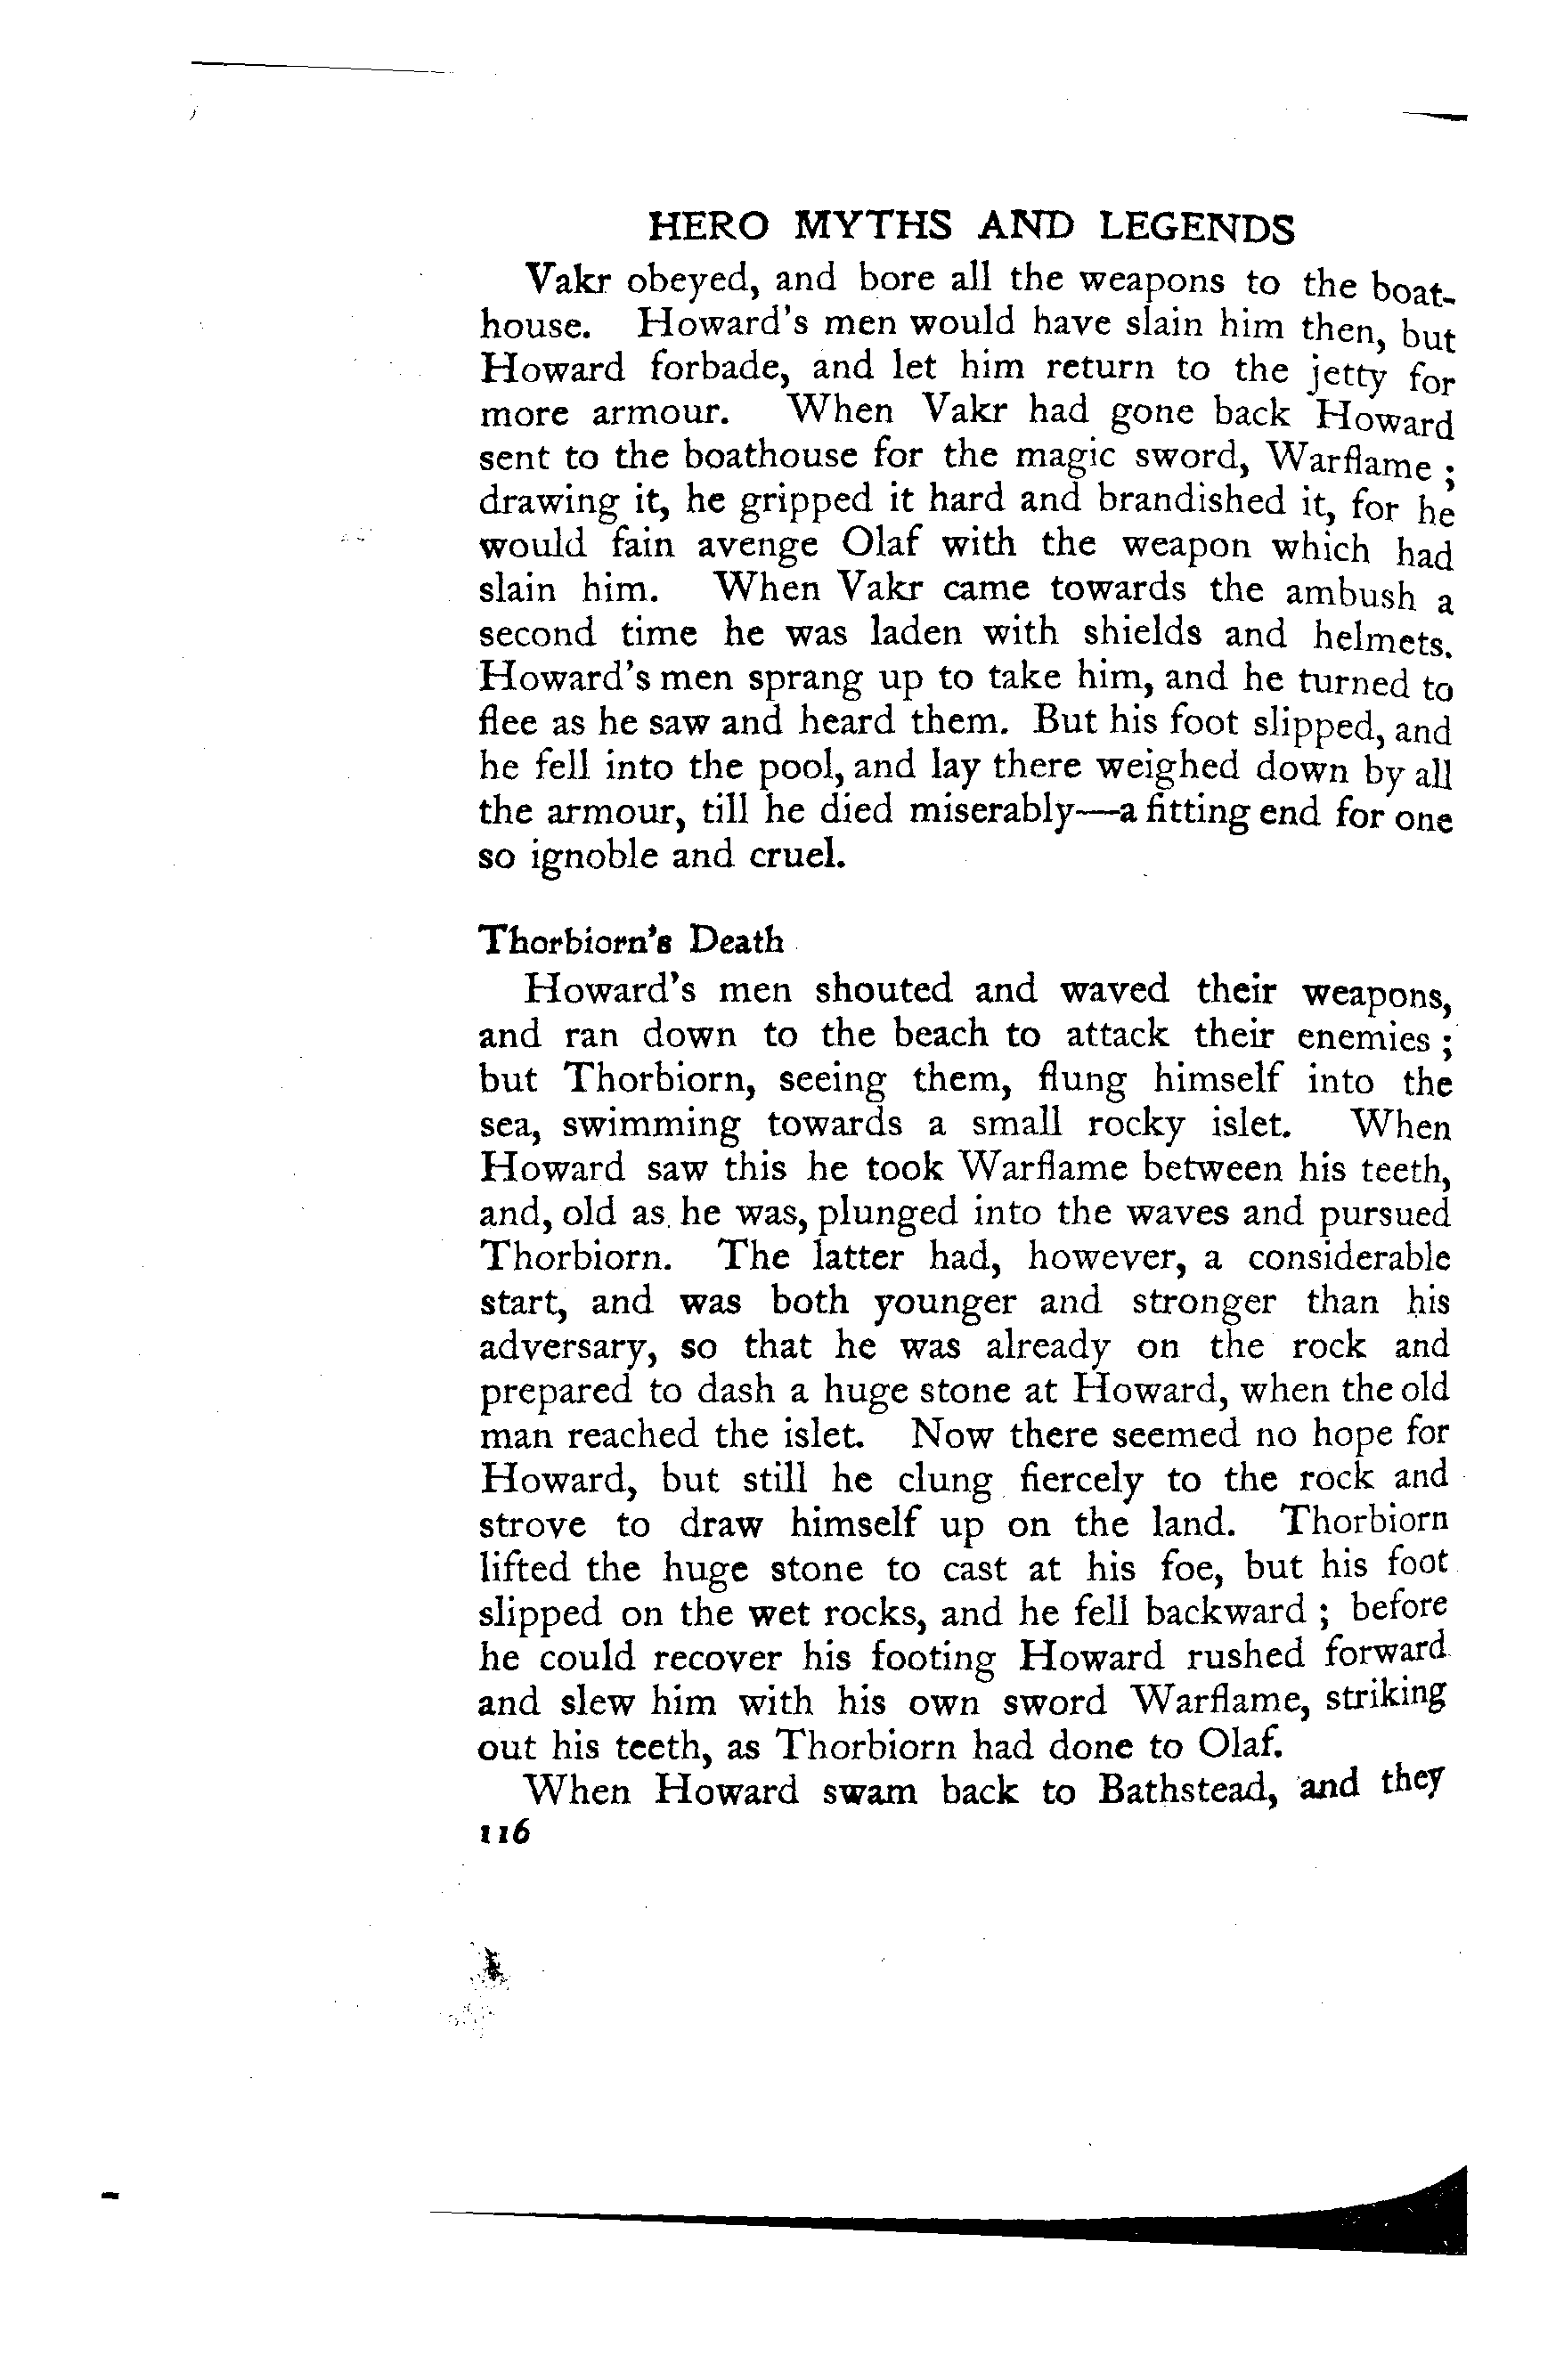 HERO MYTHS AND LEGENDS
Vakr obeyed, and bore all the weapons to the boat-
house. Howard's men would have slain him then, but
Howard forbade, and let him return to the jetty for
more armour. When Vakr had gone back Howard
sent to the boathouse for the magic sword, Warflame ;
drawing it, he gripped it hard and brandished it, for he
would fain avenge Olaf with the weapon which had
slain him. When Vakr came towards the ambush a
second time he was laden with shields and helmets.
Howard's men sprang up to take him, and he turned to
flee as he saw and heard them. But his foot slipped, and
he fell into the pool, and lay there weighed down by all
the armour, till he died miserably—a fitting end for one
so ignoble and cruel.
Thorbiorn's Death
Howard's men shouted and waved their weapons,
and ran down to the beach to attack their enemies ;
but Thorbiorn, seeing them, flung himself into the
sea, swimming towards a small rocky islet. When
Howard saw this he took Warflame between his teeth,
and, old as he was, plunged into the waves and pursued
Thorbiorn. The latter had, however, a considerable
start, and was both younger and stronger than his
adversary, so that he was already on the rock and
prepared to dash a huge stone at Howard, when the old
man reached the islet. Now there seemed no hope for
Howard, but still he clung fiercely to the rock and
strove to draw himself up on the land. Thorbiorn
lifted the huge stone to cast at his foe, but his foot
slipped on the wet rocks, and he fell backward ; before
he could recover his footing Howard rushed forward
and slew him with his own sword Warflame, striking
out his teeth, as Thorbiorn had done to Olaf.
When Howard swam back to Bathstead, and they
116